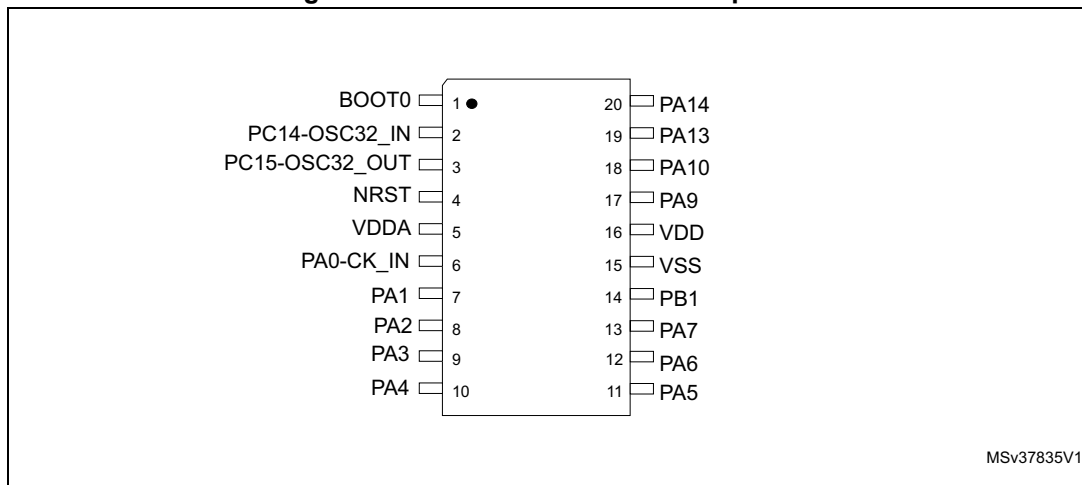 BOOT0 1 20 PA14
PC14-OSC32_IN 2 19 PA13
PC15-OSC32_OUT 3 18 PA10
NRST 4 17 PA9
VDDA 5 16 VDD
PA0-CK_IN 6 15 VSS
PA1 7 14 PB1
PA2 8 13 PA7
PA3 9 12 PA6
PA4 10 11 PA5
MSv37835V1